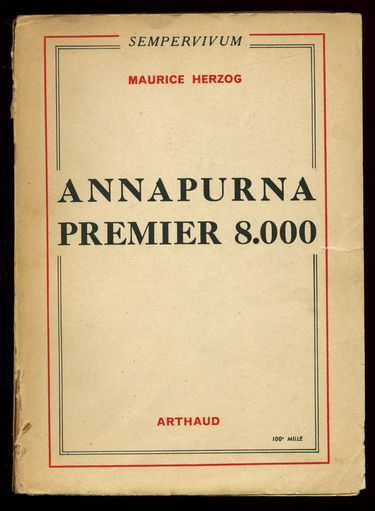 SEMPERVIVUM
MAURICE HERZOG
ANNAPURNA
PREMIER 8.000
ARTHAUD
100e MILLE